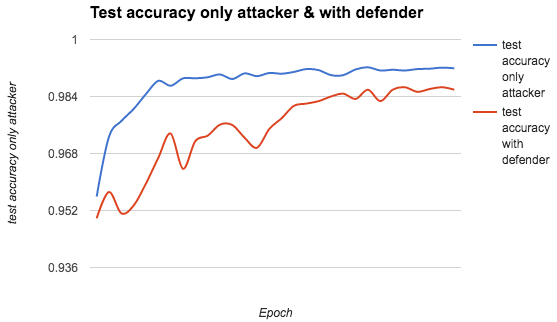 Test accuracy only attacker & with defender
1
0.984
0.968
0.952
0.936
test accuracy only attacker
Epoch
test
accuracy
only
attacker
test
accuracy
with
defender